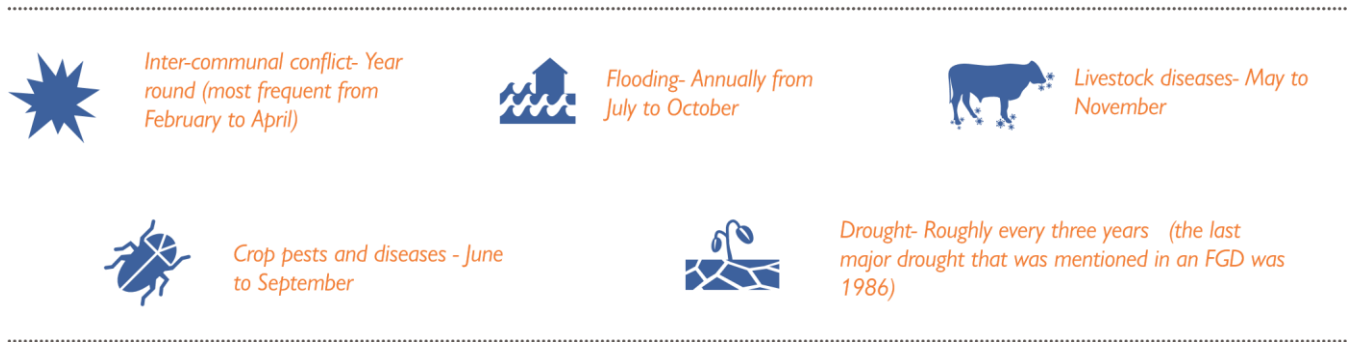 Inter-communal conflict- Year
round (most frequent from
February to April)
Flooding- Annually from
July to October
Livestock diseases- May to
November
Crop pests and diseases - June
to September
Drought- Roughly every three years (the last
major drought that was mentioned in an FGD was
1986)